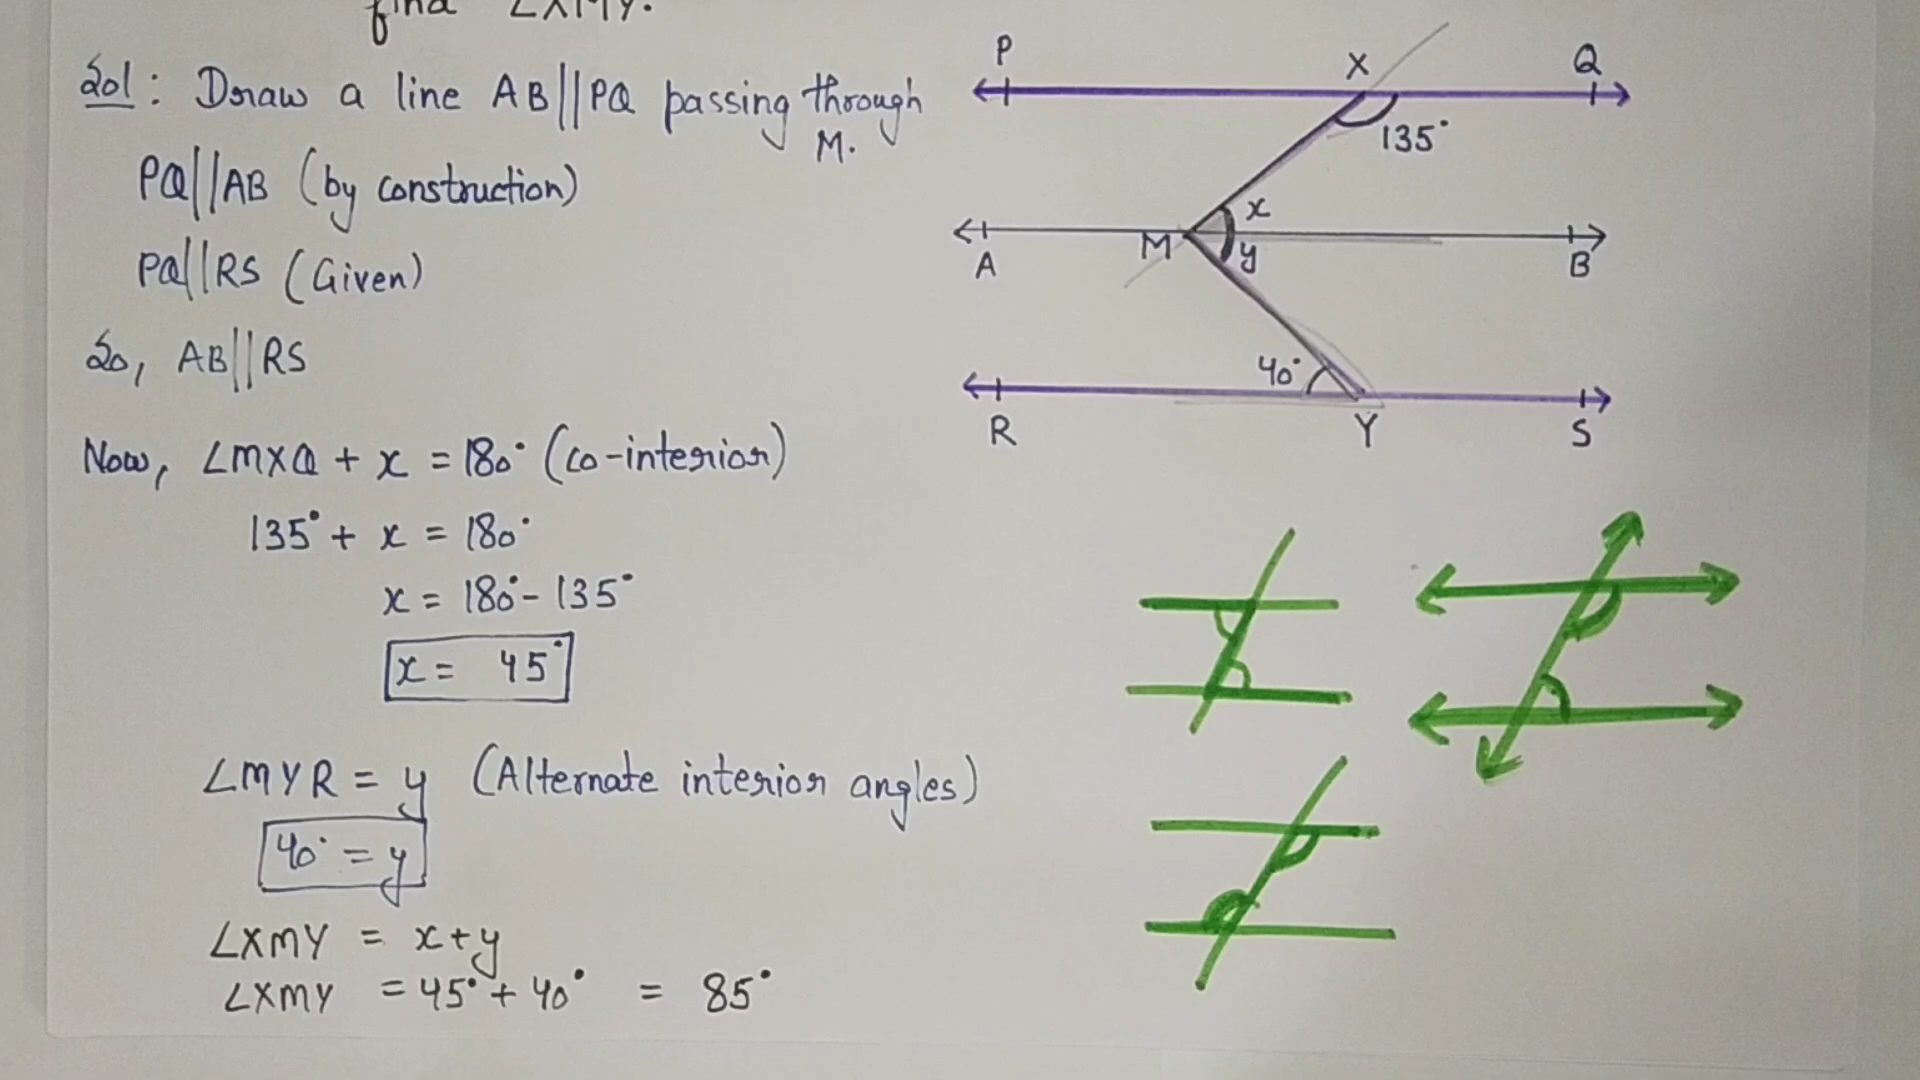 find ∠XMY.
Sol: Draw a line AB||PQ passing through
M.
PQ||AB (by construction)
PQ||RS (Given)
So, AB||RS
Now, ∠MXQ + x = 180° (co-interior)
135° + x = 180°
x = 180° - 135°
x = 45°
∠MYR = y (Alternate interior angles)
40° = y
∠XMY = x+y
∠XMY = 45° + 40° = 85°
P X Q
135°
x
A M y B
40°
R Y S